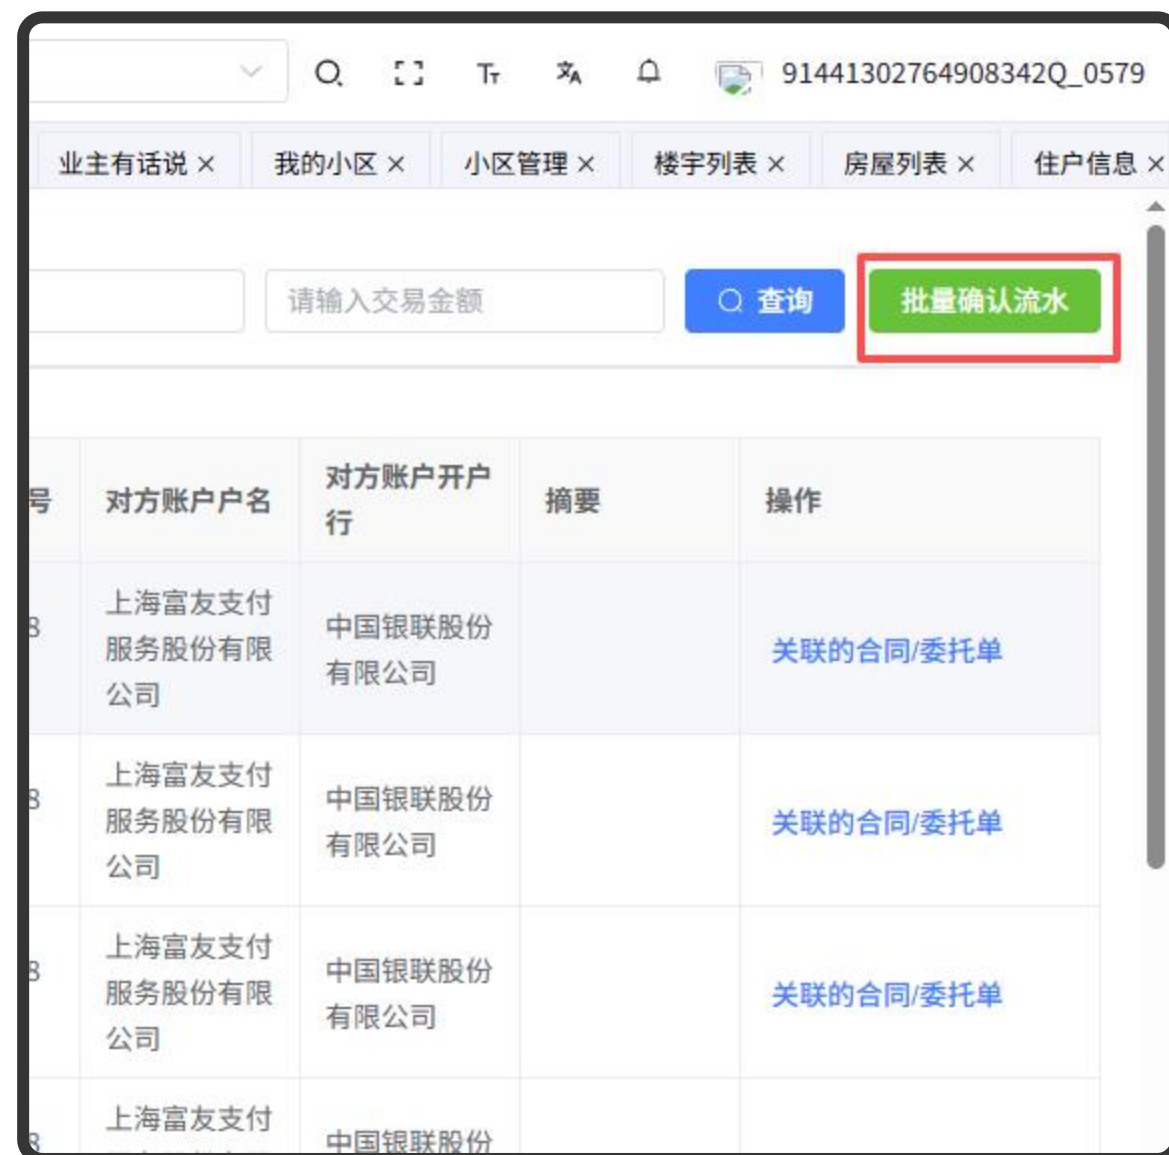 91441302764908342Q_0579
业主有话说 × 我的小区 × 小区管理 × 楼宇列表 × 房屋列表 × 住户信息 ×
请输入交易金额 查询 批量确认流水
号 对方账户户名 对方账户开户 摘要 操作
行
8 上海富友支付 中国银联股份 关联的合同/委托单
服务股份有限 有限公司
公司
8 上海富友支付 中国银联股份 关联的合同/委托单
服务股份有限 有限公司
公司
8 上海富友支付 中国银联股份 关联的合同/委托单
服务股份有限 有限公司
公司
8 上海富友支付 中国银联股份